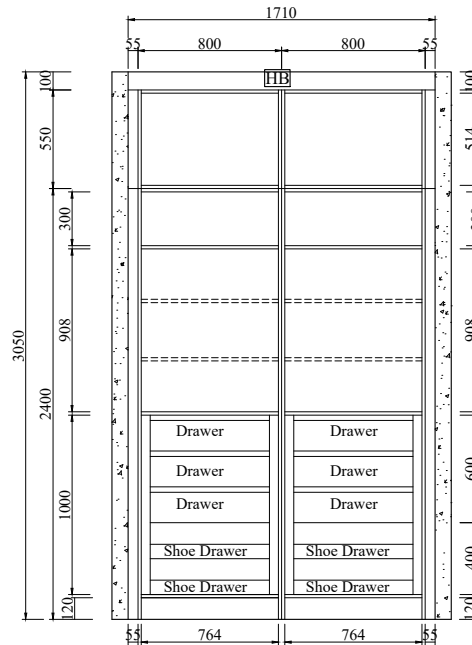 1710
55 800 800 55
HB
100
550 514
300
908 908
3050
2400
Drawer Drawer
Drawer Drawer
600
1000
Drawer Drawer
Shoe Drawer Shoe Drawer
400
Shoe Drawer Shoe Drawer
120 120
55 764 764 55